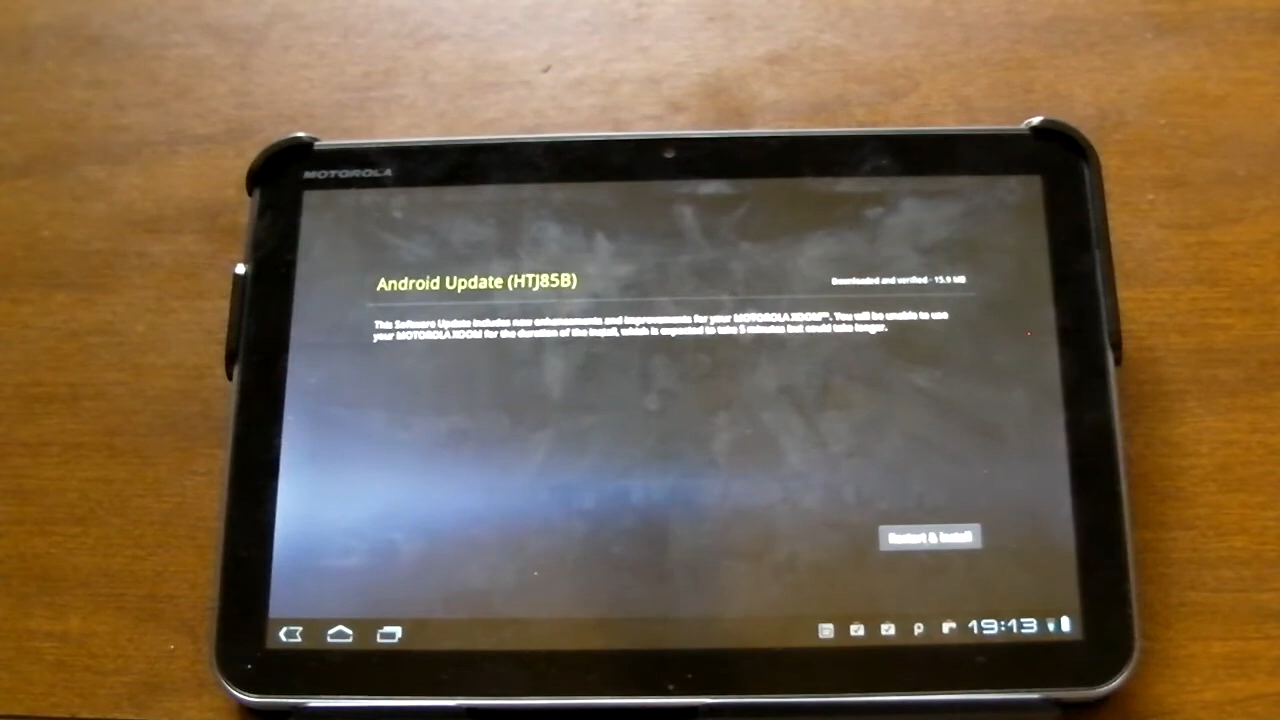 MOTOROLA
Android Update (HTJ85B)
Downloaded and verified - 15.9 MB
This Software Update includes new enhancements and improvements for your MOTOROLA XOOM™. You will be unable to use
your MOTOROLA XOOM for the duration of the install, which is expected to take 5 minutes but could take longer.
Restart & install
19:13